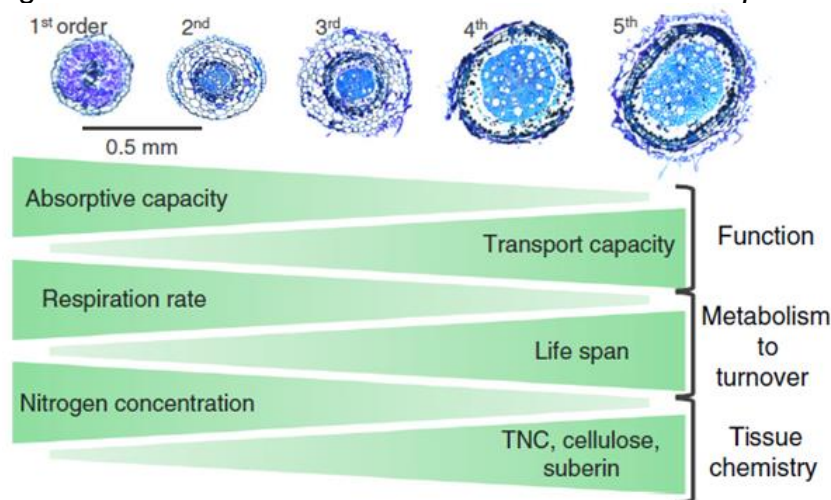 1st order 2nd 3rd 4th 5th
0.5 mm
Absorptive capacity
Transport capacity
Function
Respiration rate
Life span
Metabolism
to
turnover
Nitrogen concentration
TNC, cellulose,
suberin
Tissue
chemistry